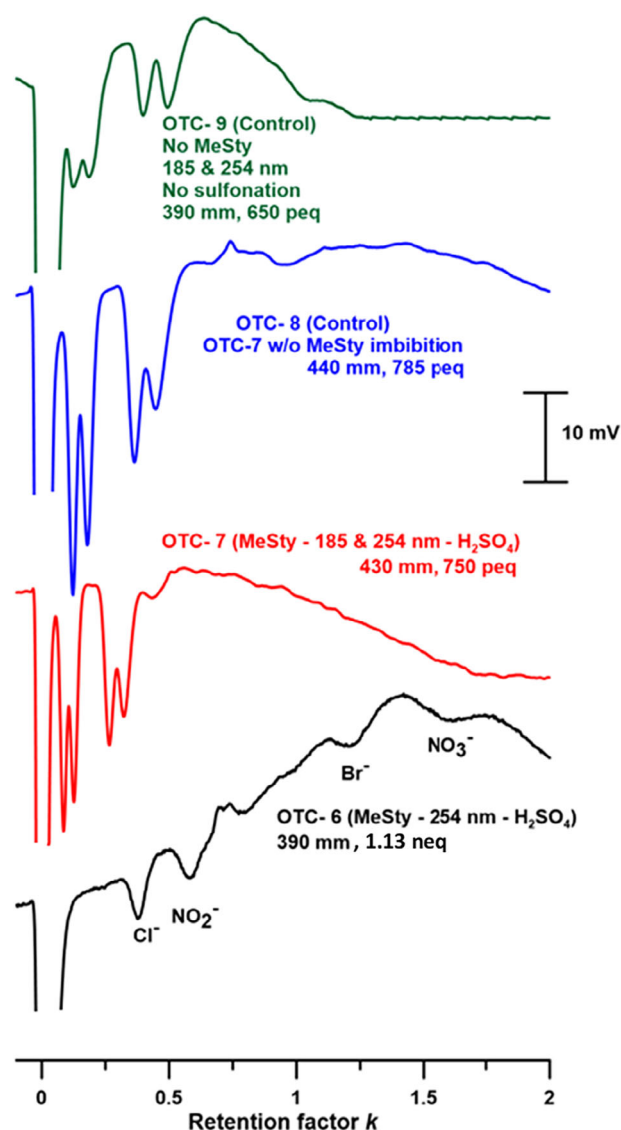 OTC- 9 (Control)
No MeSty
185 & 254 nm
No sulfonation
390 mm, 650 peq
OTC- 8 (Control)
OTC-7 w/o MeSty imbibition
440 mm, 785 peq
10 mV
OTC- 7 (MeSty - 185 & 254 nm - H₂SO₄)
430 mm, 750 peq
NO₃⁻
Br⁻
OTC- 6 (MeSty - 254 nm - H₂SO₄)
390 mm , 1.13 neq
NO₂⁻
Cl⁻
0 0.5 1 1.5 2
Retention factor k